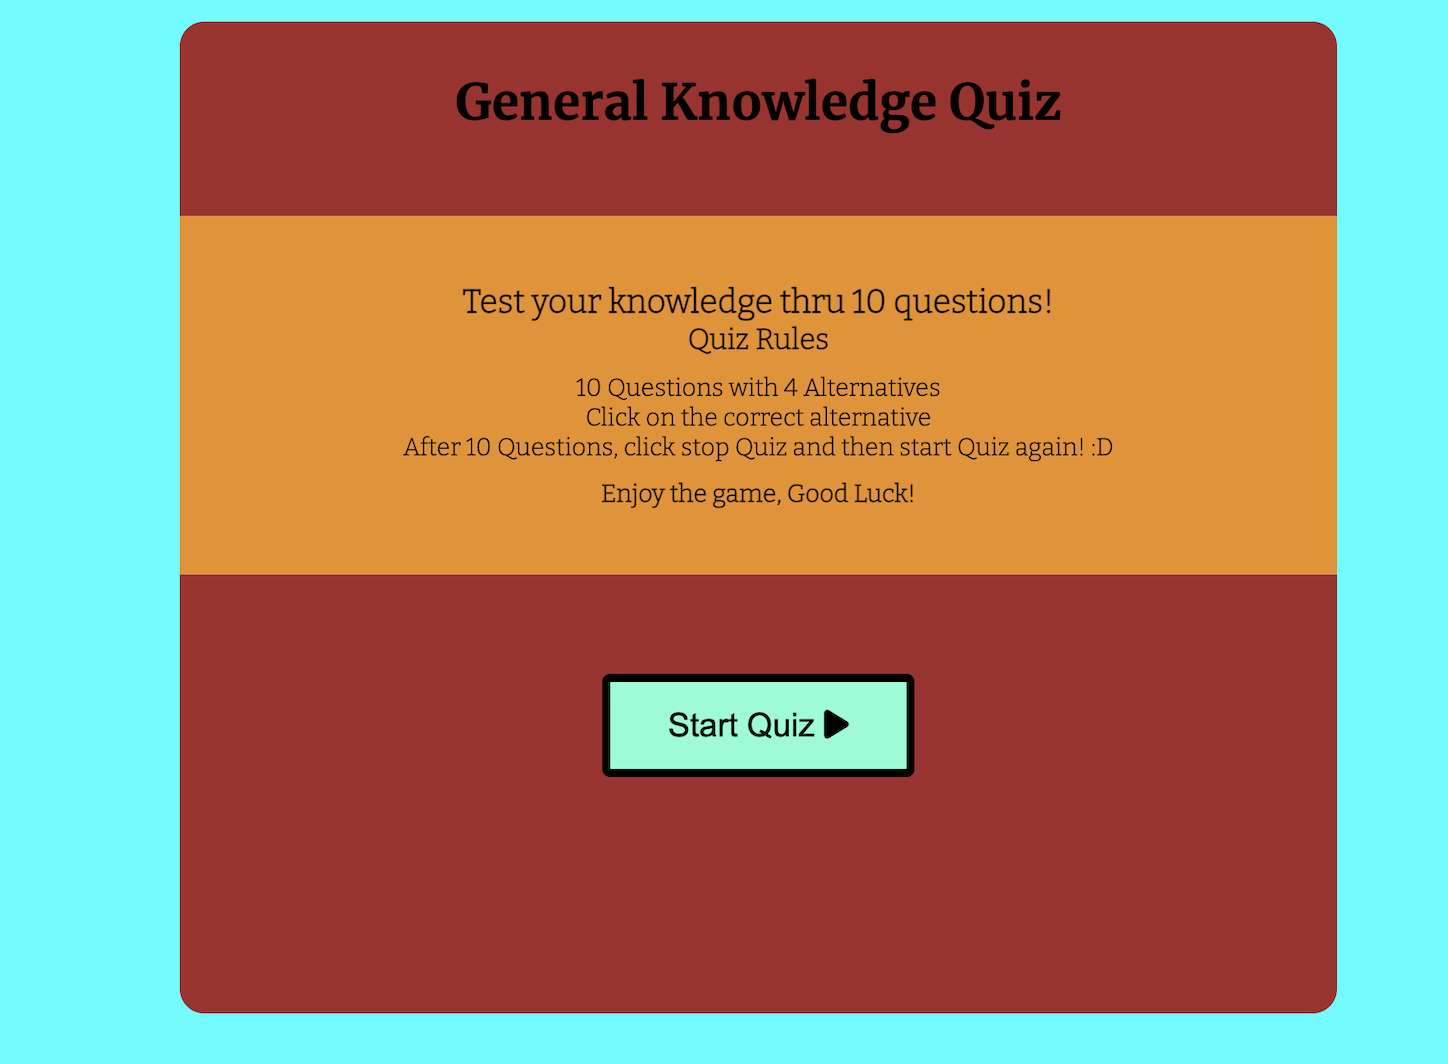 General Knowledge Quiz
Test your knowledge thru 10 questions!
Quiz Rules
10 Questions with 4 Alternatives
Click on the correct alternative
After 10 Questions, click stop Quiz and then start Quiz again! :D
Enjoy the game, Good Luck!
Start Quiz